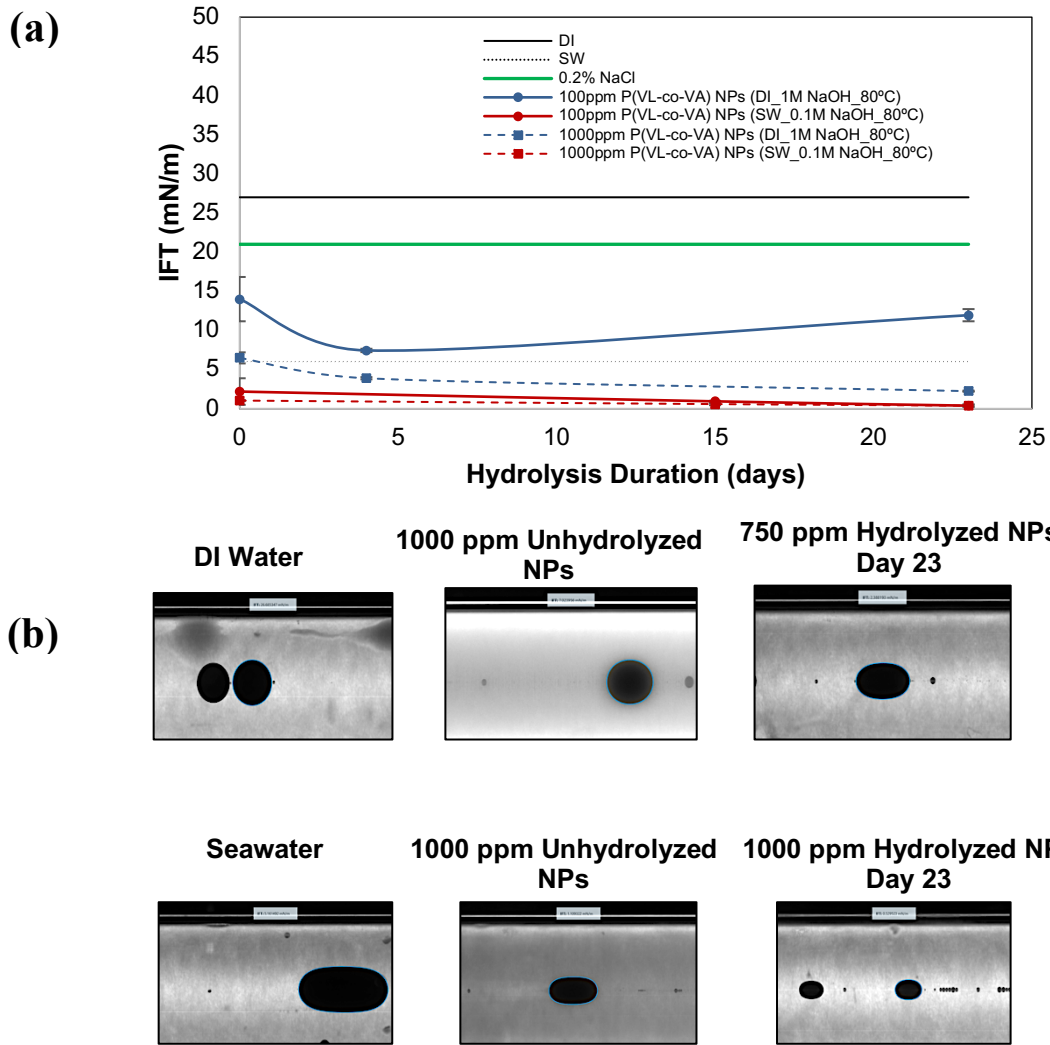 (a)
50
45
40
35
30
25
20
15
10
5
0
IFT (mN/m)
DI
SW
0.2% NaCl
100ppm P(VL-co-VA) NPs (DI_1M NaOH_80ºC)
100ppm P(VL-co-VA) NPs (SW_0.1M NaOH_80ºC)
1000ppm P(VL-co-VA) NPs (DI_1M NaOH_80ºC)
1000ppm P(VL-co-VA) NPs (SW_0.1M NaOH_80ºC)
0 5 15 20 25
Hydrolysis Duration (days)
(b)
DI Water
1000 ppm Unhydrolyzed
NPs
750 ppm Hydrolyzed NPs
Day 23
Seawater
1000 ppm Unhydrolyzed
NPs
1000 ppm Hydrolyzed NP
Day 23